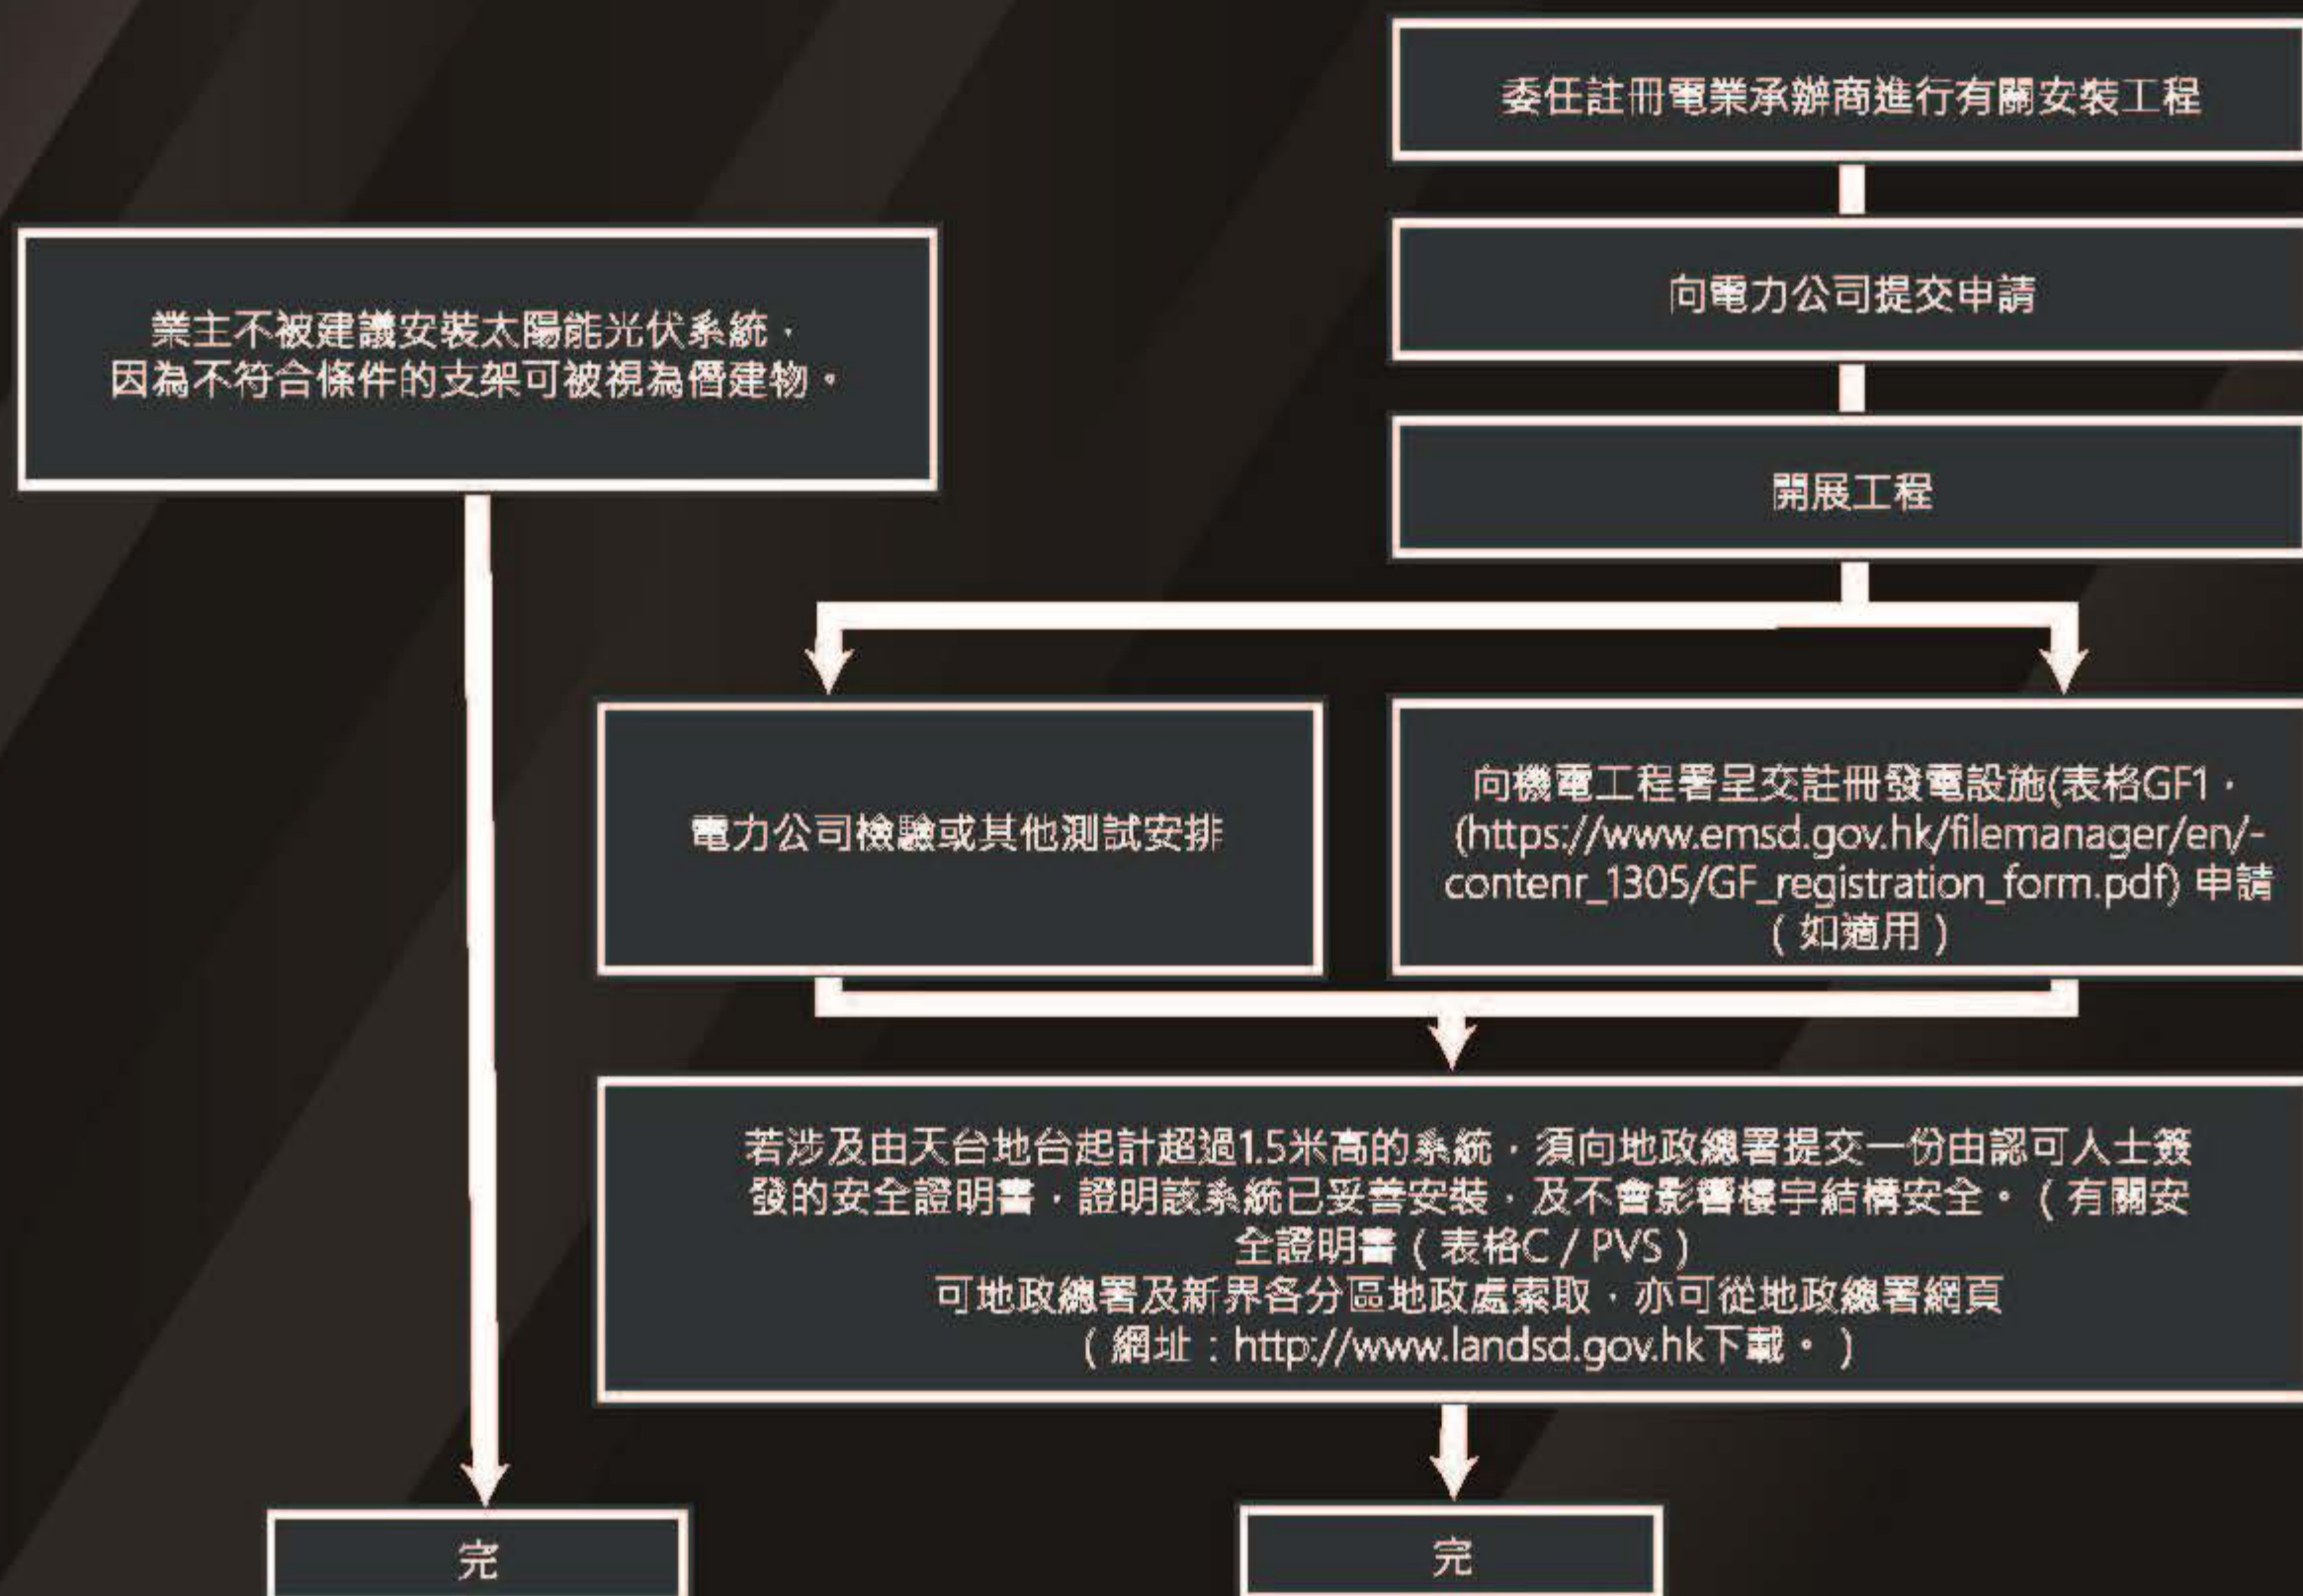 委任註冊電業承辦商進行有關安裝工程
向電力公司提交申請
業主不被建議安裝太陽能光伏系統，
因為不符合條件的支架可被視為僭建物。
開展工程
電力公司檢驗或其他測試安排
向機電工程署呈交註冊發電設施(表格GF1，
(https://www.emsd.gov.hk/filemanager/en/-
contenr_1305/GF_registration_form.pdf) 申請
（如適用）
若涉及由天台地台起計超過1.5米高的系統，須向地政總署提交一份由認可人士簽
發的安全證明書，證明該系統已妥善安裝，及不會影響樓宇結構安全。（有關安
全證明書（表格C / PVS）
可地政總署及新界各分區地政處索取，亦可從地政總署網頁
（網址：http://www.landsd.gov.hk下載。）
完
完